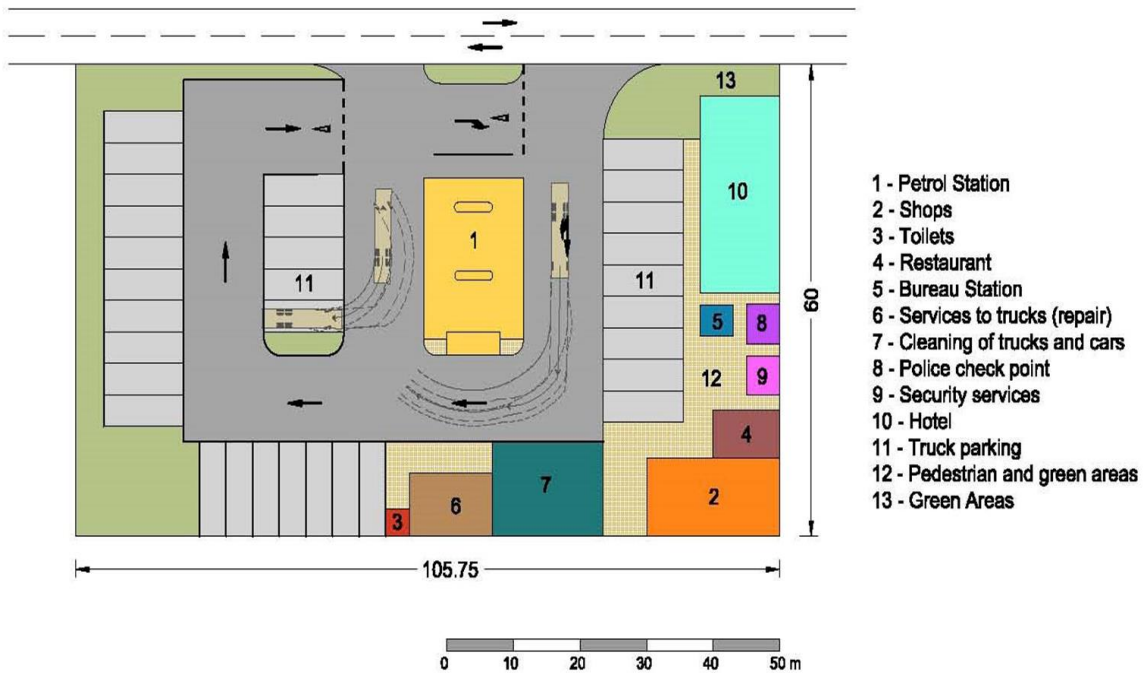 13
10
1
11
11
5
8
12
9
4
7
6
2
3
60
105.75
1 - Petrol Station
2 - Shops
3 - Toilets
4 - Restaurant
5 - Bureau Station
6 - Services to trucks (repair)
7 - Cleaning of trucks and cars
8 - Police check point
9 - Security services
10 - Hotel
11 - Truck parking
12 - Pedestrian and green areas
13 - Green Areas
0 10 20 30 40 50 m